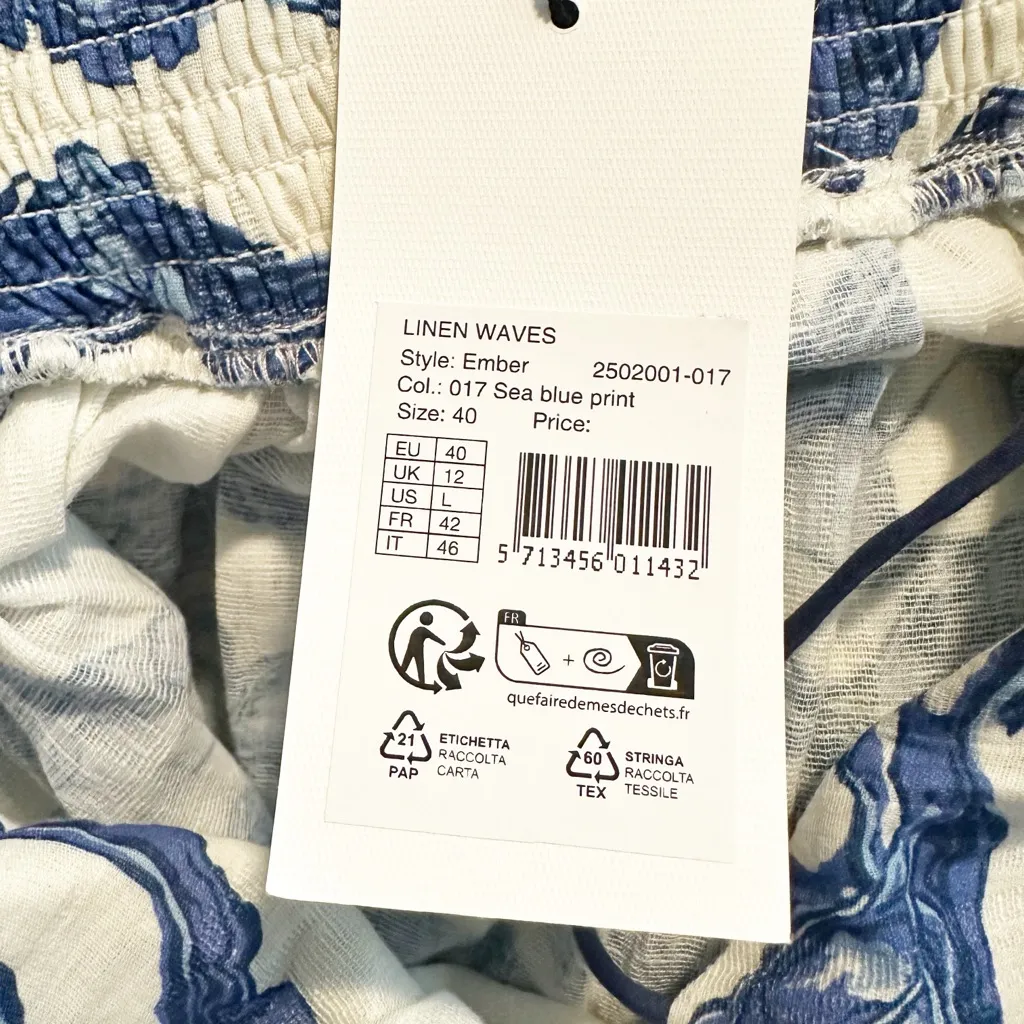 LINEN WAVES
Style: Ember 2502001-017
Col.: 017 Sea blue print
Size: 40 Price:
EU 40
UK 12
US L
FR 42
IT 46
5 713456 011432
FR
+
quefairedemesdechets.fr
21
PAP
ETICHETTA
RACCOLTA
CARTA
60
TEX
STRINGA
RACCOLTA
TESSILE